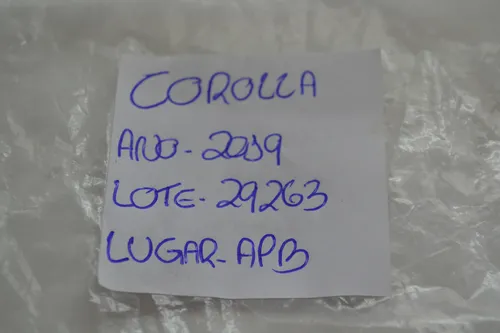 COROLLA
ANO-2019
LOTE-29263
LUGAR-APB